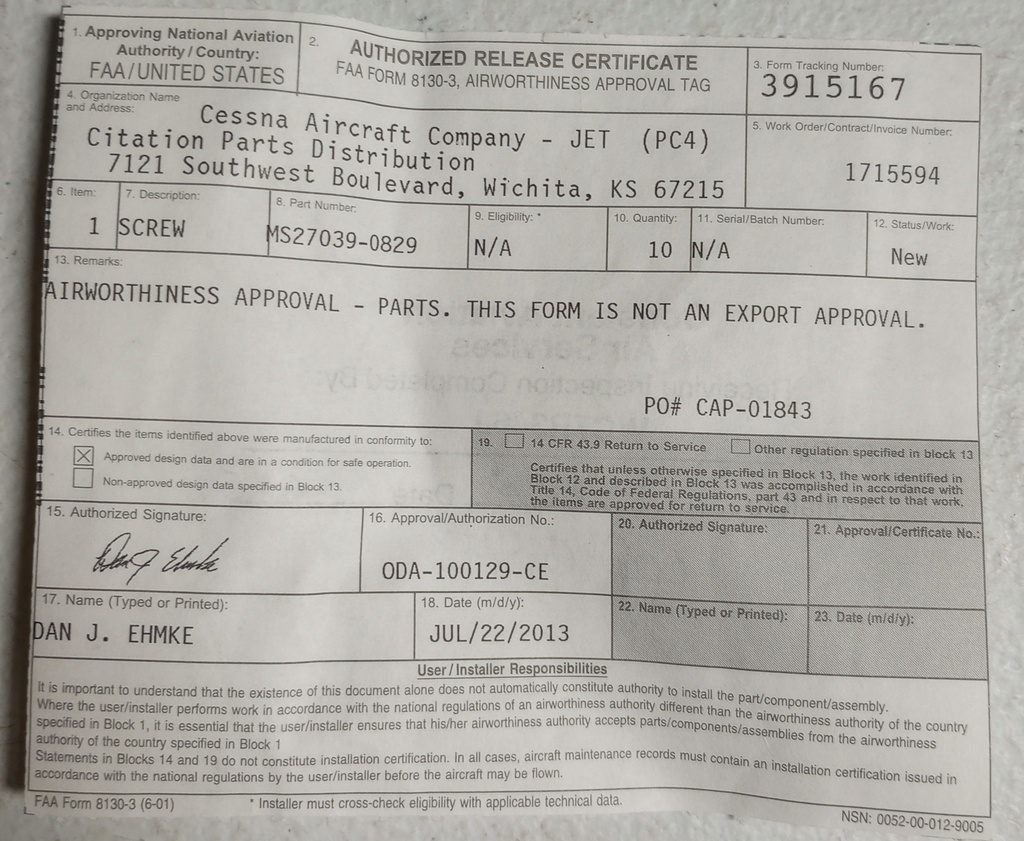 1. Approving National Aviation
Authority / Country:
FAA/UNITED STATES
2.
AUTHORIZED RELEASE CERTIFICATE
FAA FORM 8130-3, AIRWORTHINESS APPROVAL TAG
3. Form Tracking Number:
3915167
4. Organization Name
and Address:
Cessna Aircraft Company - JET (PC4)
Citation Parts Distribution
7121 Southwest Boulevard, Wichita, KS 67215
5. Work Order/Contract/Invoice Number:
1715594
6. Item:
1
7. Description:
SCREW
8. Part Number:
MS27039-0829
9. Eligibility: *
N/A
10. Quantity:
10
11. Serial/Batch Number:
N/A
12. Status/Work:
New
13. Remarks:
AIRWORTHINESS APPROVAL - PARTS. THIS FORM IS NOT AN EXPORT APPROVAL.
PO# CAP-01843
14. Certifies the items identified above were manufactured in conformity to:
X Approved design data and are in a condition for safe operation.
Non-approved design data specified in Block 13.
19. 14 CFR 43.9 Return to Service Other regulation specified in block 13
Certifies that unless otherwise specified in Block 13, the work identified in
Block 12 and described in Block 13 was accomplished in accordance with
Title 14, Code of Federal Regulations, part 43 and in respect to that work,
the items are approved for return to service.
15. Authorized Signature:
Dan J Ehmke
16. Approval/Authorization No.:
ODA-100129-CE
20. Authorized Signature:
21. Approval/Certificate No.:
17. Name (Typed or Printed):
DAN J. EHMKE
18. Date (m/d/y):
JUL/22/2013
22. Name (Typed or Printed):
23. Date (m/d/y):
User / Installer Responsibilities
It is important to understand that the existence of this document alone does not automatically constitute authority to install the part/component/assembly.
Where the user/installer performs work in accordance with the national regulations of an airworthiness authority different than the airworthiness authority of the country
specified in Block 1, it is essential that the user/installer ensures that his/her airworthiness authority accepts parts/components/assemblies from the airworthiness
authority of the country specified in Block 1
Statements in Blocks 14 and 19 do not constitute installation certification. In all cases, aircraft maintenance records must contain an installation certification issued in
accordance with the national regulations by the user/installer before the aircraft may be flown.
FAA Form 8130-3 (6-01)
* Installer must cross-check eligibility with applicable technical data.
NSN: 0052-00-012-9005